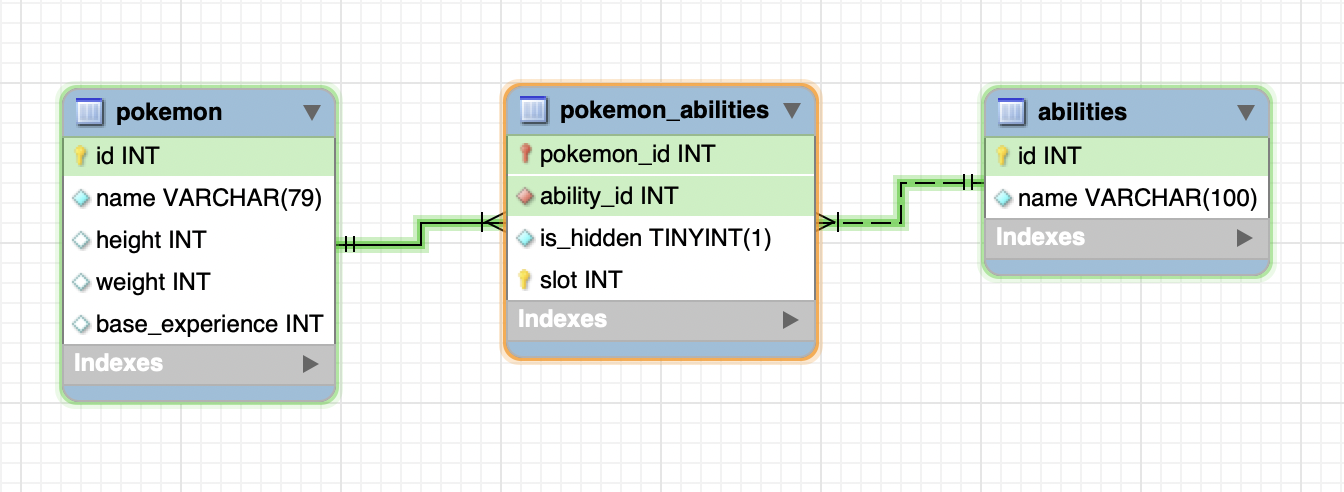 pokemon
id INT
name VARCHAR(79)
height INT
weight INT
base_experience INT
Indexes
pokemon_abilities
pokemon_id INT
ability_id INT
is_hidden TINYINT(1)
slot INT
Indexes
abilities
id INT
name VARCHAR(100)
Indexes